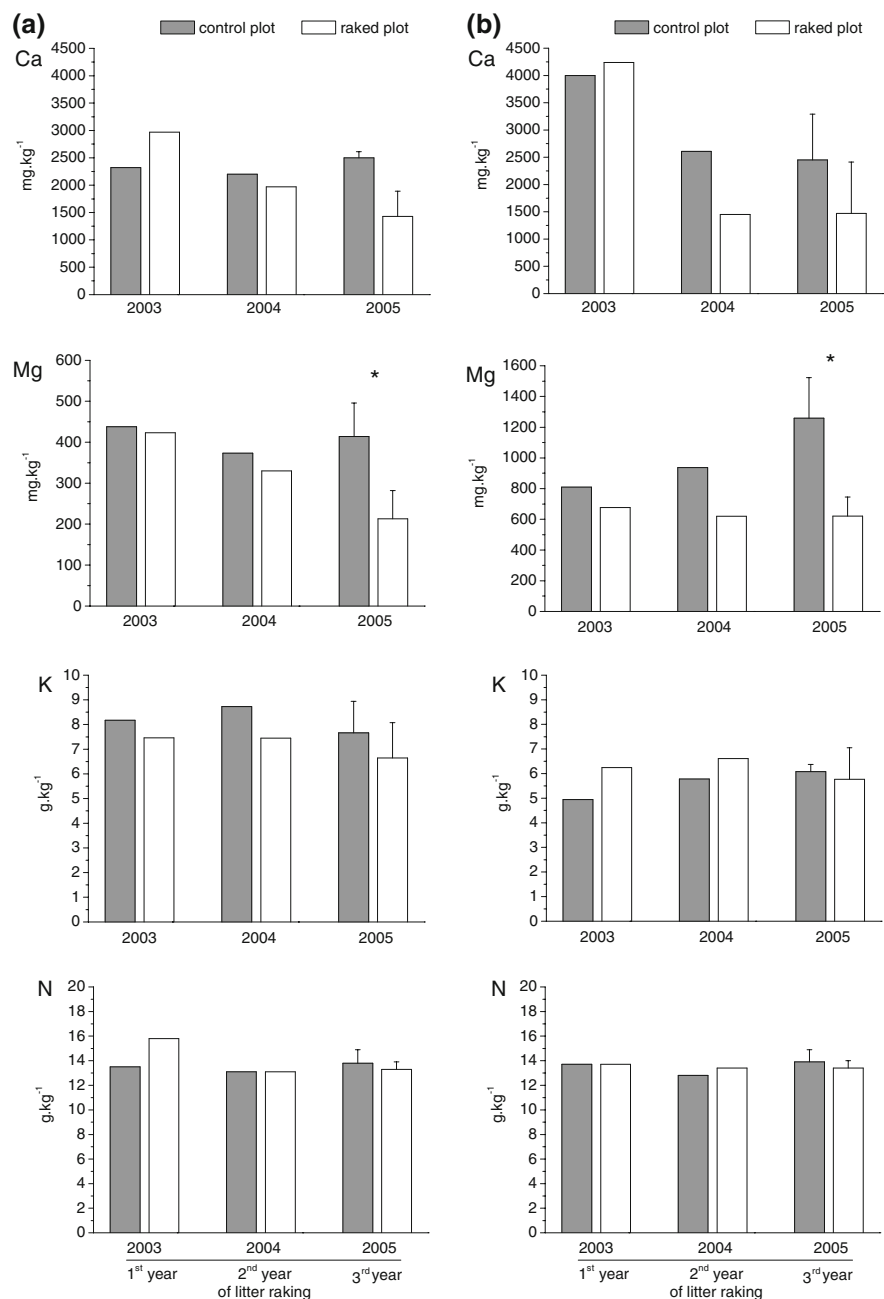 (a) control plot raked plot
Ca
4500
4000
3500
3000
2500
2000
1500
1000
500
0
mg.kg-1
2003 2004 2005
Mg
600
500
400
300
200
100
0
mg.kg-1
*
2003 2004 2005
K
10
9
8
7
6
5
4
3
2
1
0
g.kg-1
2003 2004 2005
N
20
18
16
14
12
10
8
6
4
2
0
g.kg-1
2003 2004 2005
1st year 2nd year 3rd year
of litter raking
(b) control plot raked plot
Ca
4500
4000
3500
3000
2500
2000
1500
1000
500
0
mg.kg-1
2003 2004 2005
Mg
1600
1400
1200
1000
800
600
400
200
0
mg.kg-1
*
2003 2004 2005
K
10
9
8
7
6
5
4
3
2
1
0
g.kg-1
2003 2004 2005
N
20
18
16
14
12
10
8
6
4
2
0
g.kg-1
2003 2004 2005
1st year 2nd year 3rd year
of litter raking